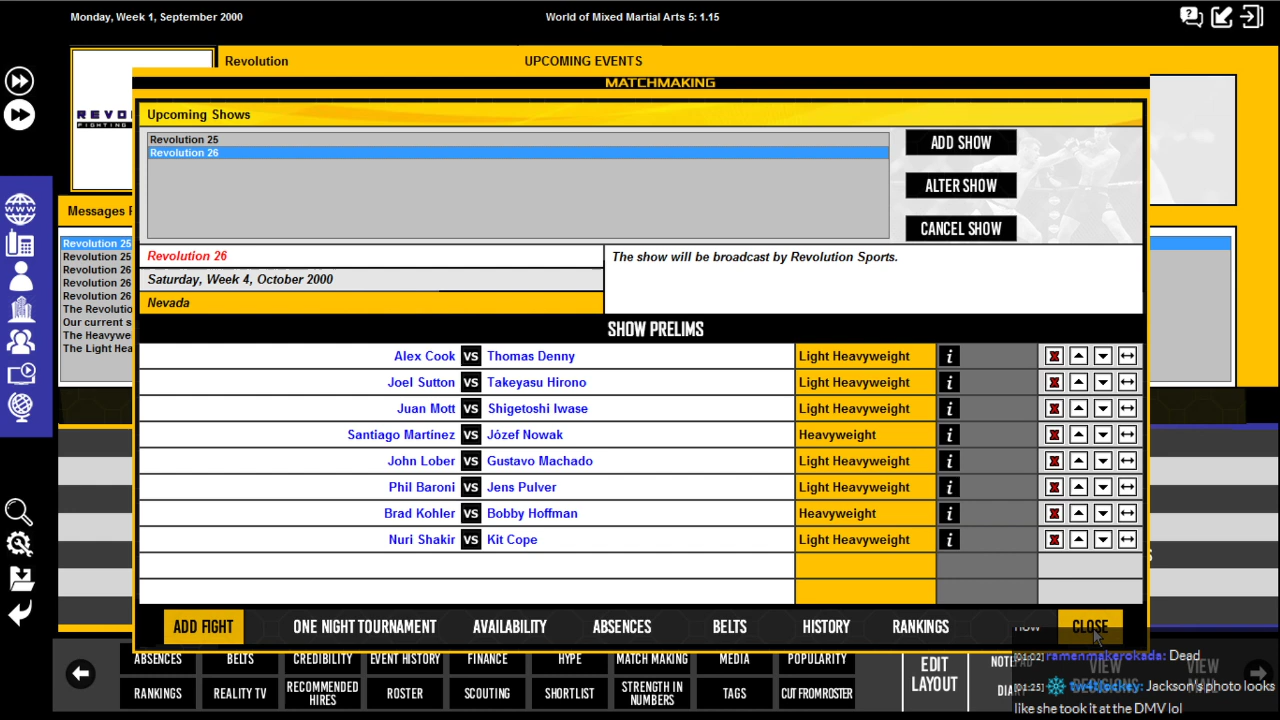 Monday, Week 1, September 2000
World of Mixed Martial Arts 5: 1.15
Revolution
UPCOMING EVENTS
MATCHMAKING
Upcoming Shows
Revolution 25
Revolution 26
ADD SHOW
ALTER SHOW
CANCEL SHOW
Messages
Revolution 25
Revolution 25
Revolution 26
Revolution 26
Revolution 26
The Revolutio
Our current s
The Heavywe
The Light Hea
Revolution 26
The show will be broadcast by Revolution Sports.
Saturday, Week 4, October 2000
Nevada
SHOW PRELIMS
Alex Cook VS Thomas Denny Light Heavyweight
Joel Sutton VS Takeyasu Hirono Light Heavyweight
Juan Mott VS Shigetoshi Iwase Light Heavyweight
Santiago Martínez VS Józef Nowak Heavyweight
John Lober VS Gustavo Machado Light Heavyweight
Phil Baroni VS Jens Pulver Light Heavyweight
Brad Kohler VS Bobby Hoffman Heavyweight
Nuri Shakir VS Kit Cope Light Heavyweight
ADD FIGHT ONE NIGHT TOURNAMENT AVAILABILITY ABSENCES BELTS HISTORY RANKINGS CLOSE
ABSENCES BELTS CREDIBILITY EVENT HISTORY FINANCE HYPE MATCH MAKING MEDIA POPULARITY
RANKINGS REALITY TV RECOMMENDED HIRES ROSTER SCOUTING SHORTLIST STRENGTH IN NUMBERS TAGS CUT FROM ROSTER
EDIT LAYOUT
VIEW
VIEW
[01:02] ramenmakerokada: Dead
[01:25] Jackson's photo looks
like she took it at the DMV lol